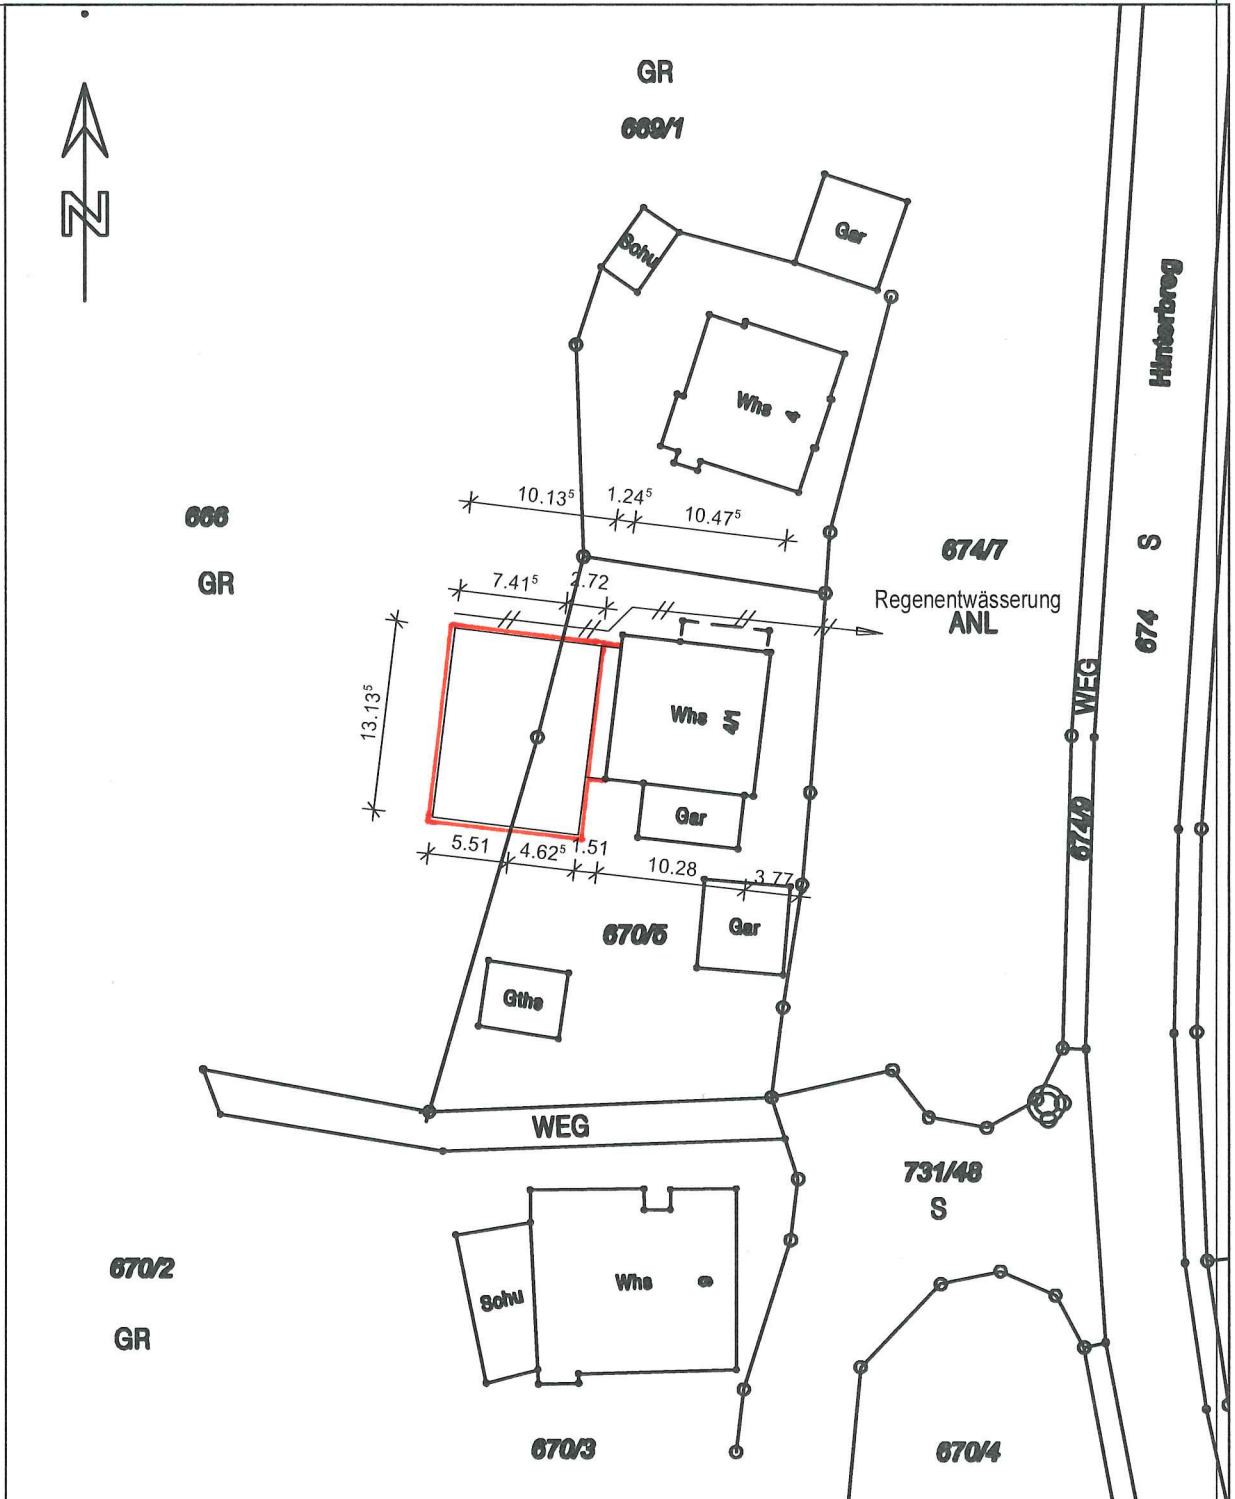 GR
669/1
N
Gar
Schu
Hinterbreg
Whs 4
10.13⁵
1.24⁵
10.47⁵
666
GR
674/7
S
674
7.41⁵
2.72
Regenentwässerung
ANL
WEG
13.13⁵
Whs 4/1
Gar
674/9
5.51
4.62⁵
1.51
10.28
3.77
670/5
Gar
Gths
WEG
731/48
S
670/2
GR
Schu
Whs
670/3
670/4